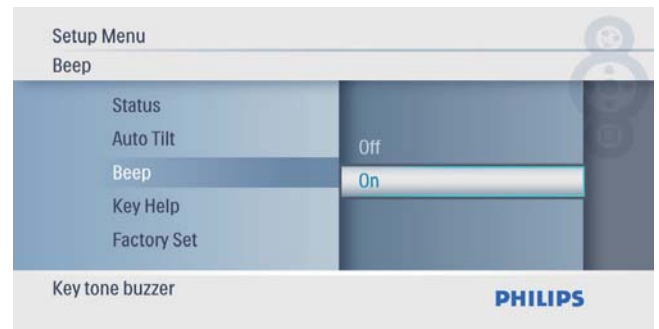 Setup Menu
Beep
Status
Auto Tilt
Beep
Key Help
Factory Set
Off
On
Key tone buzzer
PHILIPS